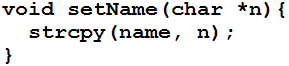 void setName(char *n){
  strcpy(name, n);
}